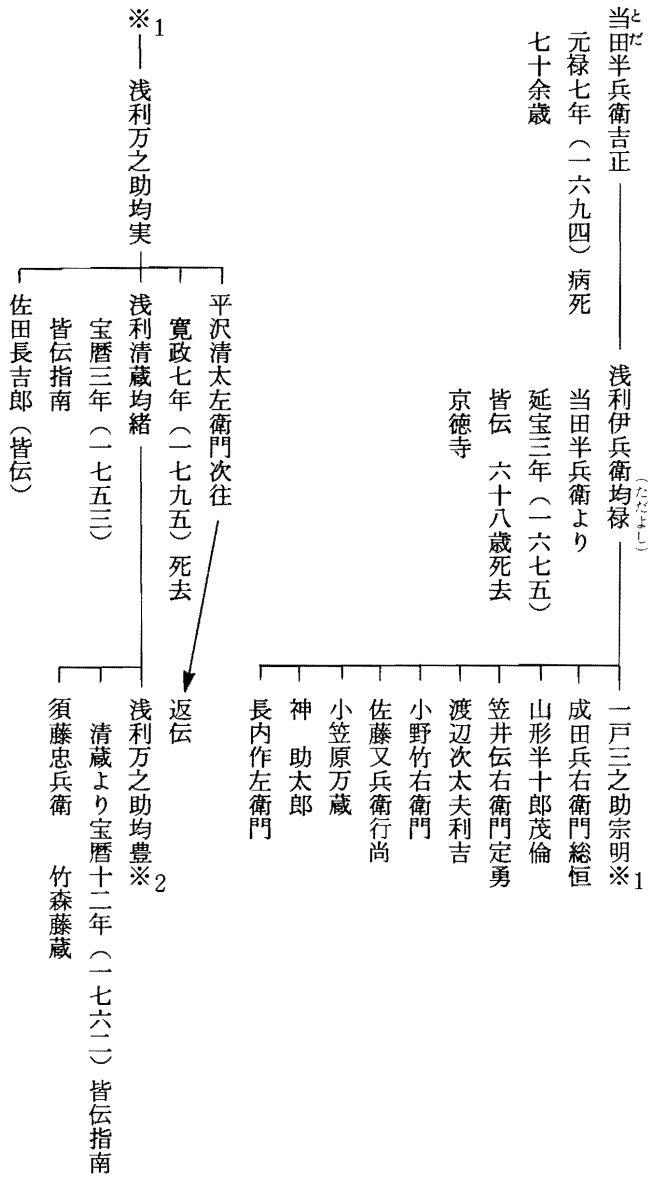 当田半兵衛吉正
とだ
元禄七年（一六九四）病死
七十余歳
浅利伊兵衛均禄
（ただよし）
当田半兵衛より
延宝三年（一六七五）
皆伝　六十八歳死去
京徳寺
一戸三之助宗明※1
成田兵右衛門総恒
山形半十郎茂倫
笠井伝右衛門定勇
渡辺次太夫利吉
小野竹右衛門
佐藤又兵衛行尚
小笠原万蔵
神　助太郎
長内作左衛門
※1
浅利万之助均実
平沢清太左衛門次往
寛政七年（一七九五）死去
浅利清蔵均緒
宝暦三年（一七五三）
皆伝指南
佐田長吉郎（皆伝）
返伝
浅利万之助均豊※2
清蔵より宝暦十二年（一七六二）皆伝指南
須藤忠兵衛　竹森藤蔵